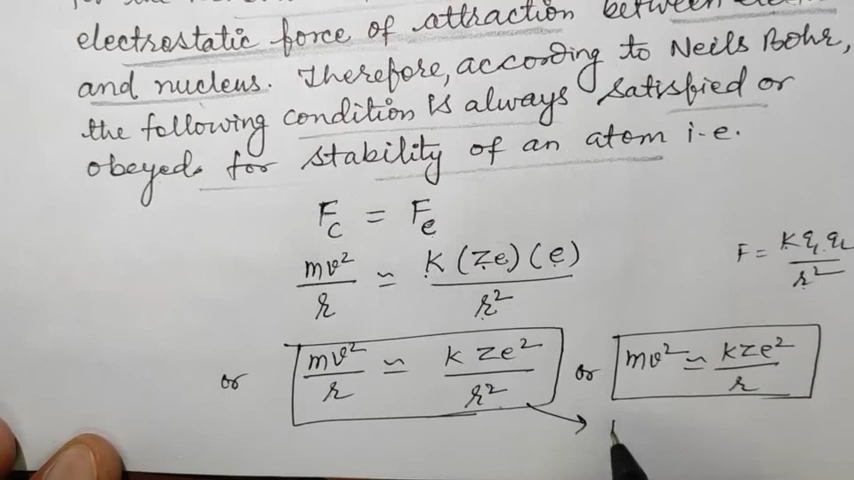 electrostatic force of attraction between
and nucleus. Therefore, according to Neils Bohr,
the following condition is always satisfied or
obeyed. for stability of an atom i.e.
F_c = F_e
mv²/r = K(Ze)(e)/r²
F = Kq₁q₂/r²
or mv²/r = KZe²/r² or mv² = KZe²/r